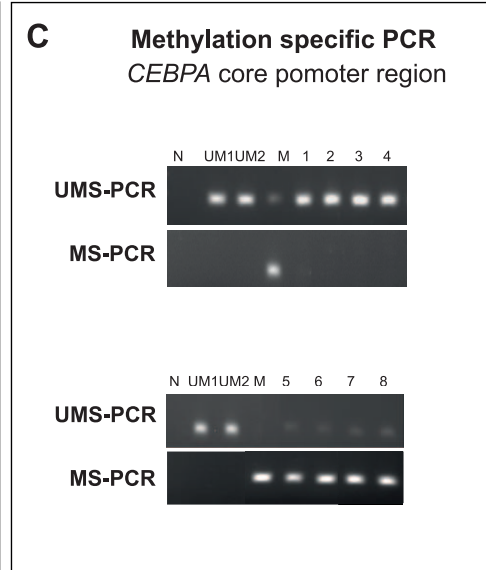 C
Methylation specific PCR
CEBPA core pomoter region
N UM1UM2 M 1 2 3 4
UMS-PCR
MS-PCR
N UM1UM2 M 5 6 7 8
UMS-PCR
MS-PCR